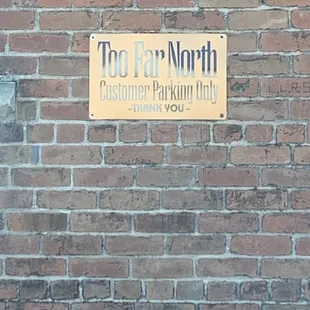 Too Far North
Customer Parking Only
~THANK YOU~